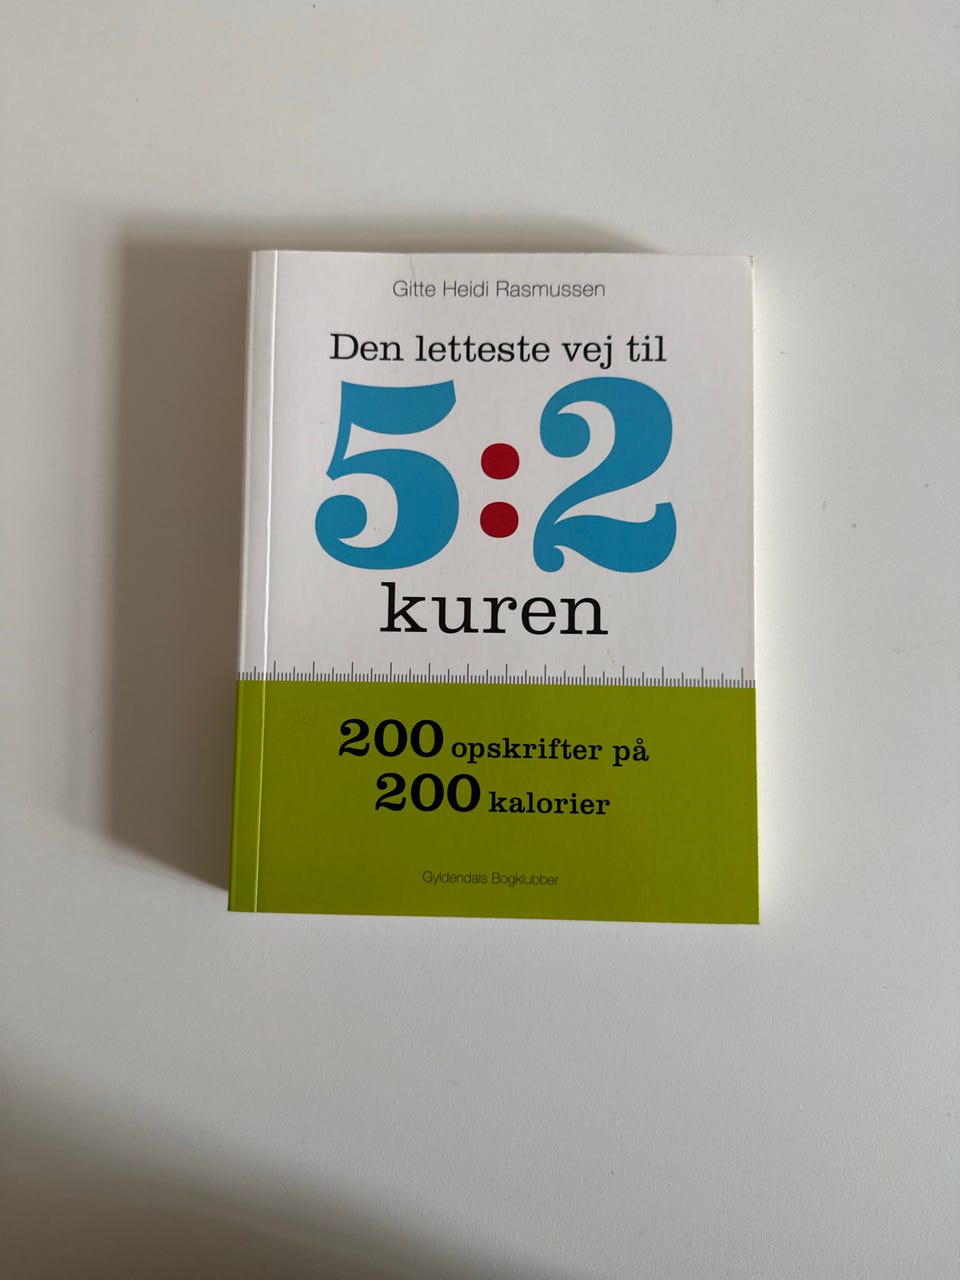 Gitte Heidi Rasmussen
Den letteste vej til
5:2
kuren
200 opskrifter på
200 kalorier
Gyldendals Bogklubber